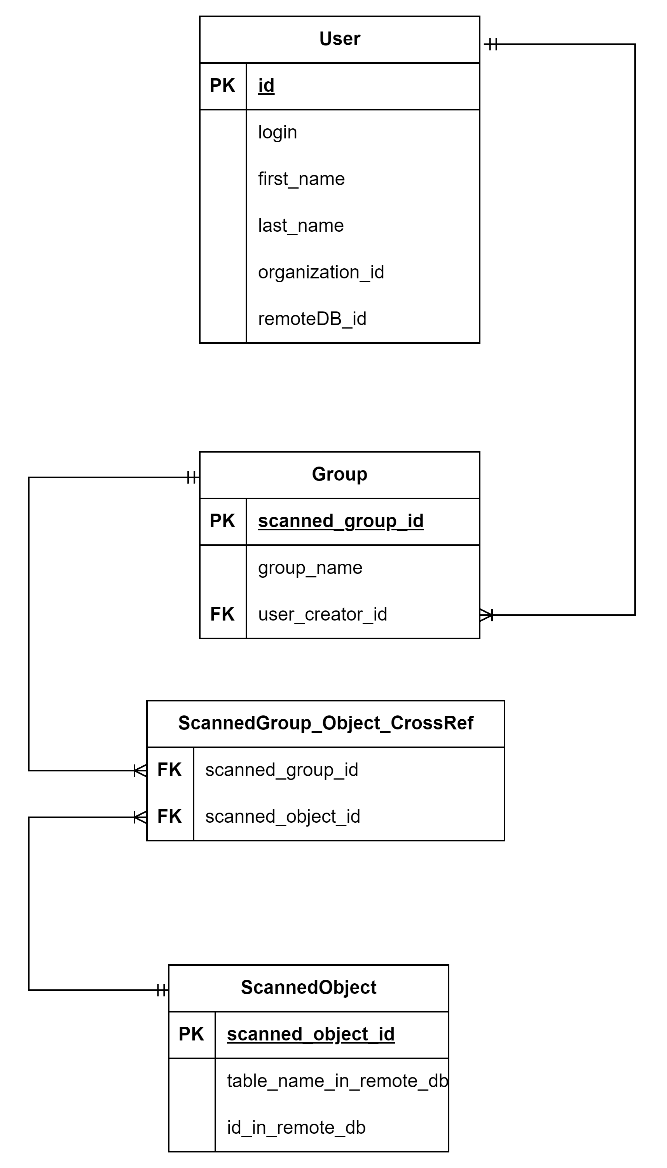 User
PK id
login
first_name
last_name
organization_id
remoteDB_id
Group
PK scanned_group_id
group_name
FK user_creator_id
ScannedGroup_Object_CrossRef
FK scanned_group_id
FK scanned_object_id
ScannedObject
PK scanned_object_id
table_name_in_remote_db
id_in_remote_db